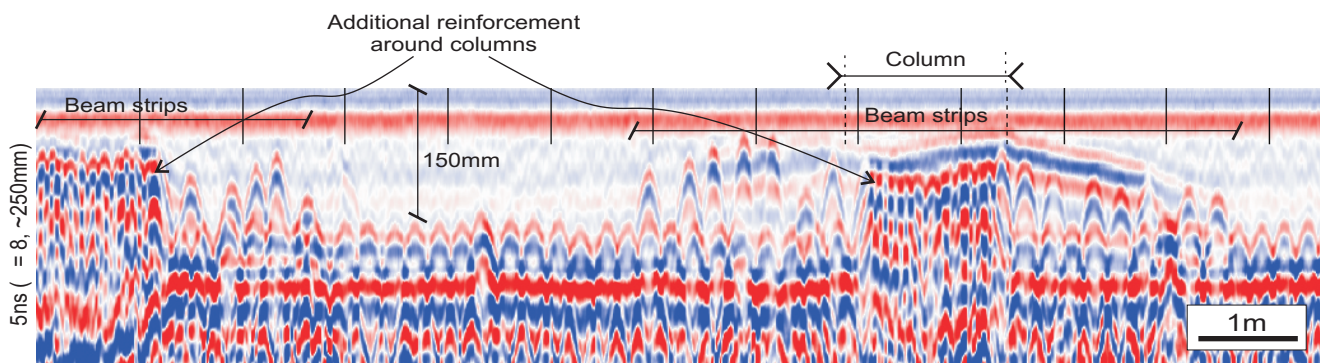 Additional reinforcement
around columns
Column
Beam strips
Beam strips
150mm
5ns ( = 8, ~250mm)
1m